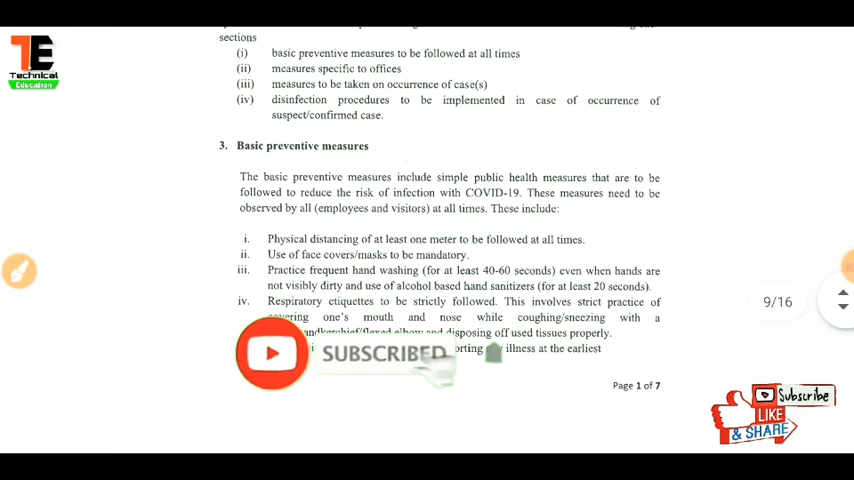 TE
Technical
Education
sections
(i) basic preventive measures to be followed at all times
(ii) measures specific to offices
(iii) measures to be taken on occurrence of case(s)
(iv) disinfection procedures to be implemented in case of occurrence of
suspect/confirmed case.
3. Basic preventive measures
The basic preventive measures include simple public health measures that are to be
followed to reduce the risk of infection with COVID-19. These measures need to be
observed by all (employees and visitors) at all times. These include:
i. Physical distancing of at least one meter to be followed at all times.
ii. Use of face covers/masks to be mandatory.
iii. Practice frequent hand washing (for at least 40-60 seconds) even when hands are
not visibly dirty and use of alcohol based hand sanitizers (for at least 20 seconds).
iv. Respiratory etiquettes to be strictly followed. This involves strict practice of
covering one's mouth and nose while coughing/sneezing with a
disposing off used tissues properly.
illness at the earliest
SUBSCRIBED
Page 1 of 7
9/16
Subscribe
LIKE
& SHARE